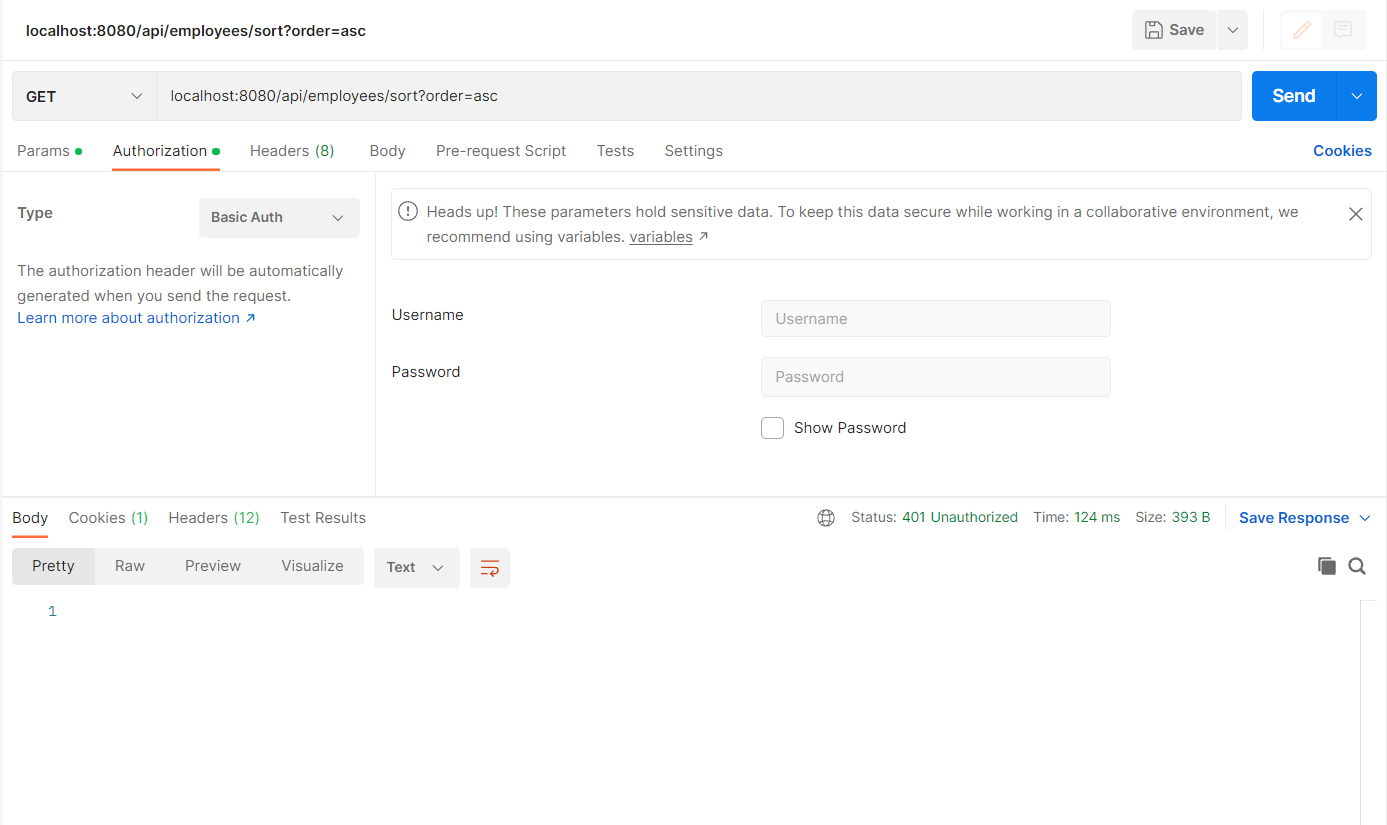 localhost:8080/api/employees/sort?order=asc
Save
GET
localhost:8080/api/employees/sort?order=asc
Send
Params
Authorization
Headers (8)
Body
Pre-request Script
Tests
Settings
Cookies
Type
Basic Auth
The authorization header will be automatically
generated when you send the request.
Learn more about authorization ↗
Heads up! These parameters hold sensitive data. To keep this data secure while working in a collaborative environment, we
recommend using variables. variables ↗
Username
Username
Password
Password
Show Password
Body
Cookies (1)
Headers (12)
Test Results
Status: 401 Unauthorized
Time: 124 ms
Size: 393 B
Save Response
Pretty
Raw
Preview
Visualize
Text
1